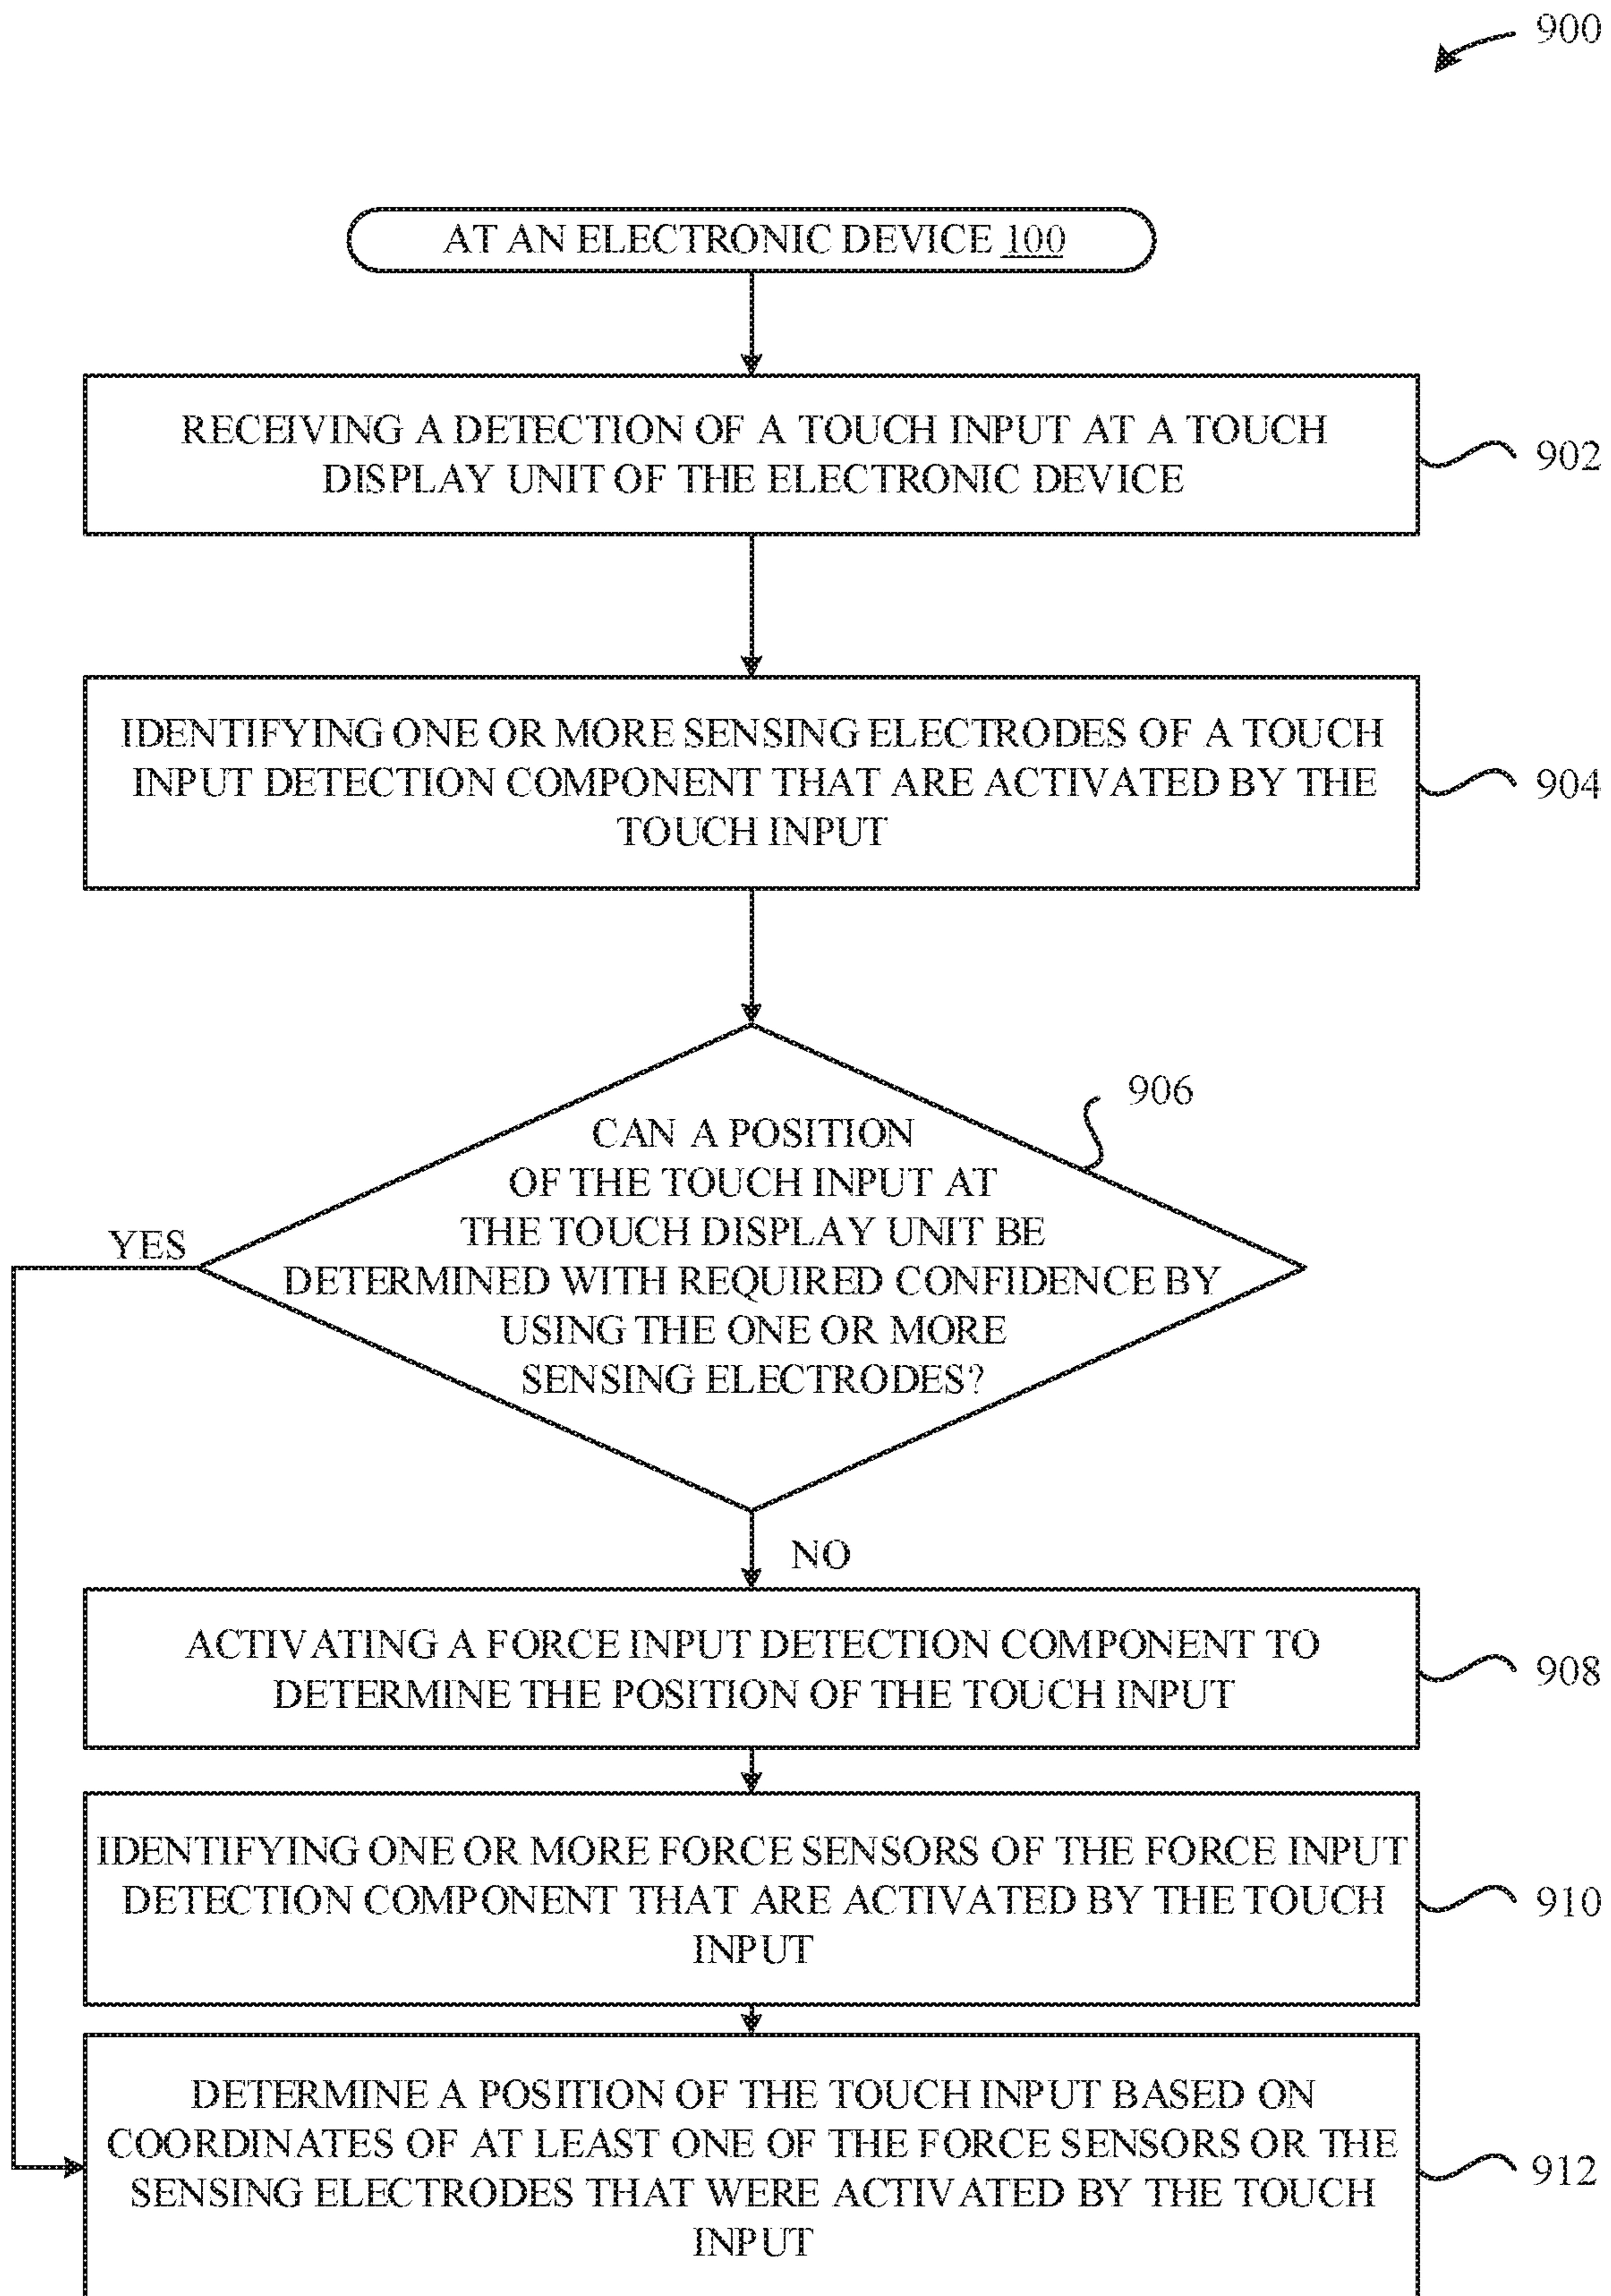 900
AT AN ELECTRONIC DEVICE 100
RECEIVING A DETECTION OF A TOUCH INPUT AT A TOUCH
DISPLAY UNIT OF THE ELECTRONIC DEVICE
902
IDENTIFYING ONE OR MORE SENSING ELECTRODES OF A TOUCH
INPUT DETECTION COMPONENT THAT ARE ACTIVATED BY THE
TOUCH INPUT
904
906
CAN A POSITION
OF THE TOUCH INPUT AT
THE TOUCH DISPLAY UNIT BE
DETERMINED WITH REQUIRED CONFIDENCE BY
USING THE ONE OR MORE
SENSING ELECTRODES?
YES
NO
ACTIVATING A FORCE INPUT DETECTION COMPONENT TO
DETERMINE THE POSITION OF THE TOUCH INPUT
908
IDENTIFYING ONE OR MORE FORCE SENSORS OF THE FORCE INPUT
DETECTION COMPONENT THAT ARE ACTIVATED BY THE TOUCH
INPUT
910
DETERMINE A POSITION OF THE TOUCH INPUT BASED ON
COORDINATES OF AT LEAST ONE OF THE FORCE SENSORS OR THE
SENSING ELECTRODES THAT WERE ACTIVATED BY THE TOUCH
INPUT
912